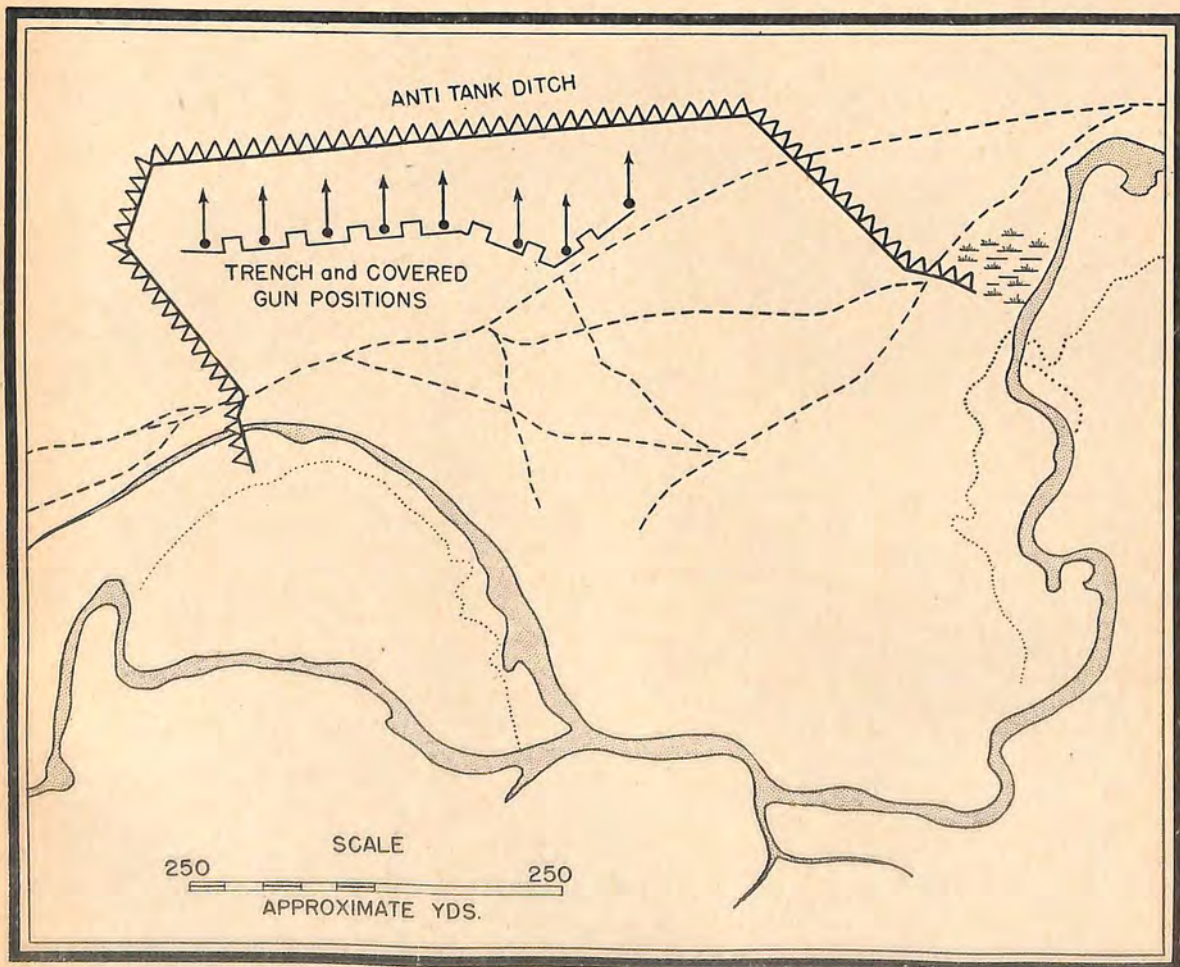 ANTI TANK DITCH
TRENCH and COVERED
GUN POSITIONS
SCALE
250 250
APPROXIMATE YDS.